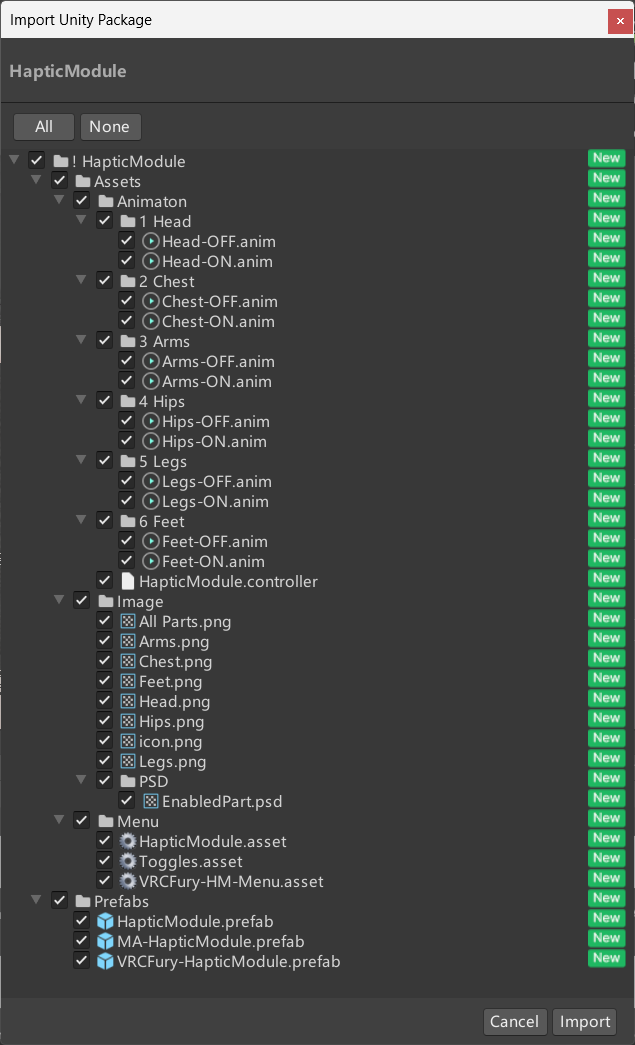 Import Unity Package
HapticModule
All None
! HapticModule New
Assets New
Animaton New
1 Head New
Head-OFF.anim New
Head-ON.anim New
2 Chest New
Chest-OFF.anim New
Chest-ON.anim New
3 Arms New
Arms-OFF.anim New
Arms-ON.anim New
4 Hips New
Hips-OFF.anim New
Hips-ON.anim New
5 Legs New
Legs-OFF.anim New
Legs-ON.anim New
6 Feet New
Feet-OFF.anim New
Feet-ON.anim New
HapticModule.controller New
Image New
All Parts.png New
Arms.png New
Chest.png New
Feet.png New
Head.png New
Hips.png New
icon.png New
Legs.png New
PSD New
EnabledPart.psd New
Menu New
HapticModule.asset New
Toggles.asset New
VRCFury-HM-Menu.asset New
Prefabs New
HapticModule.prefab New
MA-HapticModule.prefab New
VRCFury-HapticModule.prefab New
Cancel Import